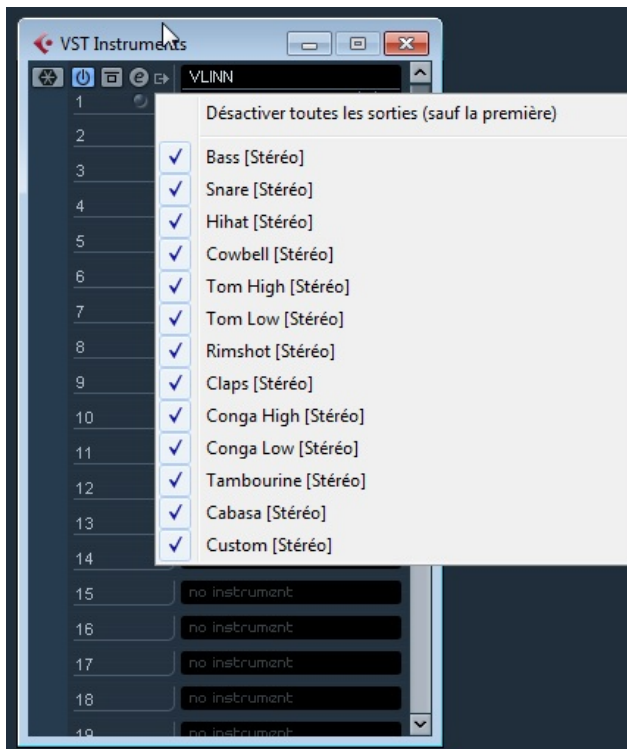 VST Instruments
VLINN
1
Désactiver toutes les sorties (sauf la première)
2
Bass [Stéréo]
3
Snare [Stéréo]
4
Hihat [Stéréo]
5
Cowbell [Stéréo]
6
Tom High [Stéréo]
7
Tom Low [Stéréo]
8
Rimshot [Stéréo]
9
Claps [Stéréo]
10
Conga High [Stéréo]
11
Conga Low [Stéréo]
12
Tambourine [Stéréo]
13
Cabasa [Stéréo]
14
Custom [Stéréo]
15 no instrument
16 no instrument
17 no instrument
18 no instrument
19 no instrument